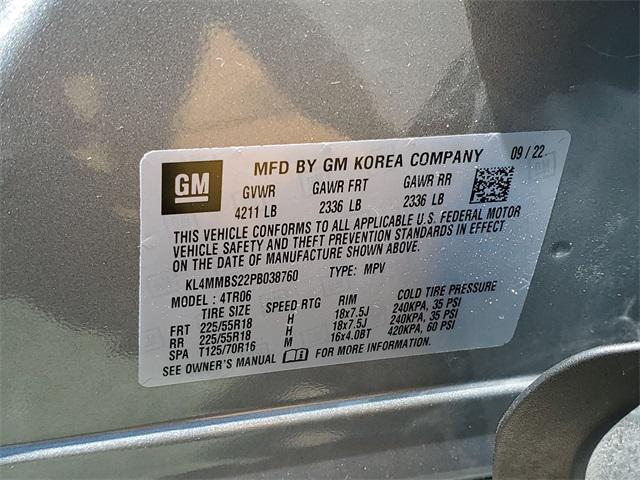 GM
MFD BY GM KOREA COMPANY 09 / 22
GVWR GAWR FRT GAWR RR
4211 LB 2336 LB 2336 LB
THIS VEHICLE CONFORMS TO ALL APPLICABLE U.S. FEDERAL MOTOR
VEHICLE SAFETY AND THEFT PREVENTION STANDARDS IN EFFECT
ON THE DATE OF MANUFACTURE SHOWN ABOVE.
KL4MMBS22PB038760 TYPE: MPV
MODEL : 4TR06
TIRE SIZE SPEED RTG RIM COLD TIRE PRESSURE
FRT 225/55R18 H 18x7.5J 240KPA, 35 PSI
RR 225/55R18 H 18x7.5J 240KPA, 35 PSI
SPA T125/70R16 M 16x4.0BT 420KPA, 60 PSI
SEE OWNER'S MANUAL FOR MORE INFORMATION.